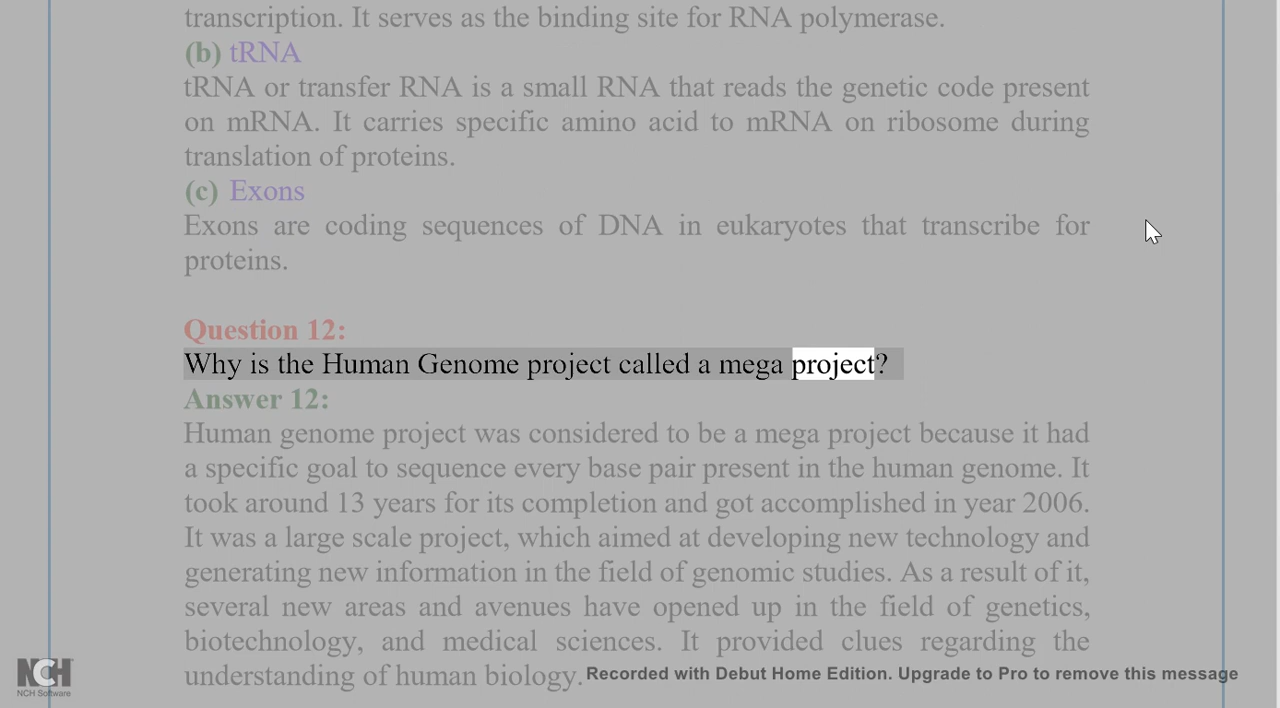 transcription. It serves as the binding site for RNA polymerase.
(b) tRNA
tRNA or transfer RNA is a small RNA that reads the genetic code present
on mRNA. It carries specific amino acid to mRNA on ribosome during
translation of proteins.
(c) Exons
Exons are coding sequences of DNA in eukaryotes that transcribe for
proteins.
Question 12:
Why is the Human Genome project called a mega project?
Answer 12:
Human genome project was considered to be a mega project because it had
a specific goal to sequence every base pair present in the human genome. It
took around 13 years for its completion and got accomplished in year 2006.
It was a large scale project, which aimed at developing new technology and
generating new information in the field of genomic studies. As a result of it,
several new areas and avenues have opened up in the field of genetics,
biotechnology, and medical sciences. It provided clues regarding the
understanding of human biology.
Recorded with Debut Home Edition. Upgrade to Pro to remove this message
NCH
NCH Software